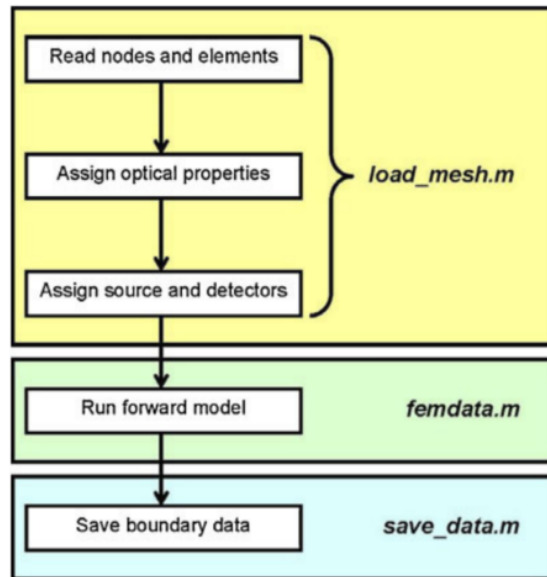 Read nodes and elements
Assign optical properties
load_mesh.m
Assign source and detectors
Run forward model
femdata.m
Save boundary data
save_data.m